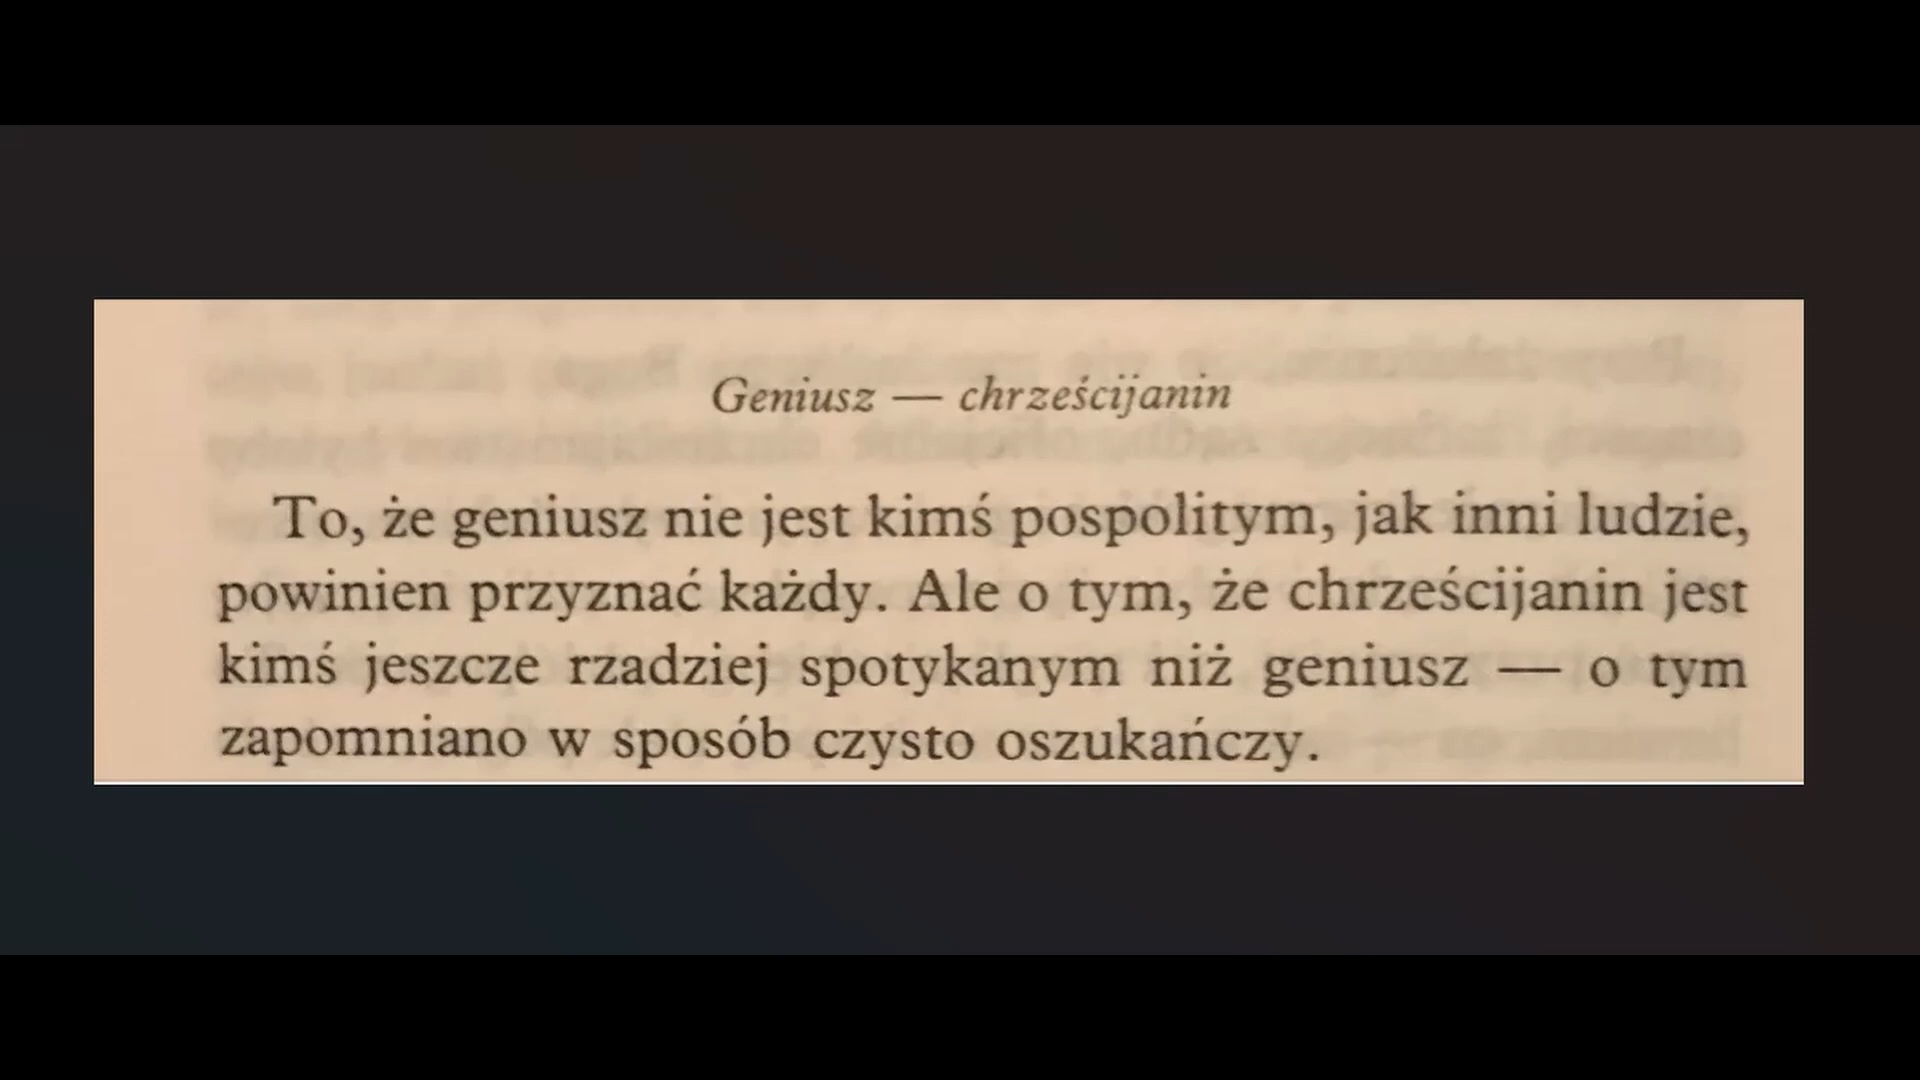 Geniusz — chrześcijanin
To, że geniusz nie jest kimś pospolitym, jak inni ludzie,
powinien przyznać każdy. Ale o tym, że chrześcijanin jest
kimś jeszcze rzadziej spotykanym niż geniusz — o tym
zapomniano w sposób czysto oszukańczy.